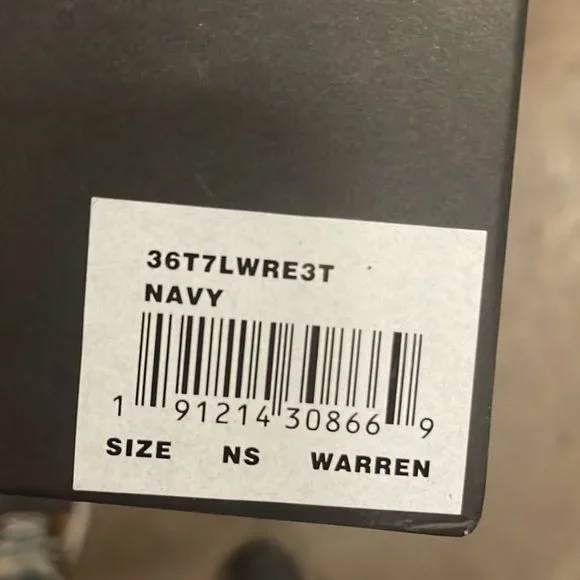 36T7LWRE3T
NAVY
1 91214 30866 9
SIZE NS WARREN